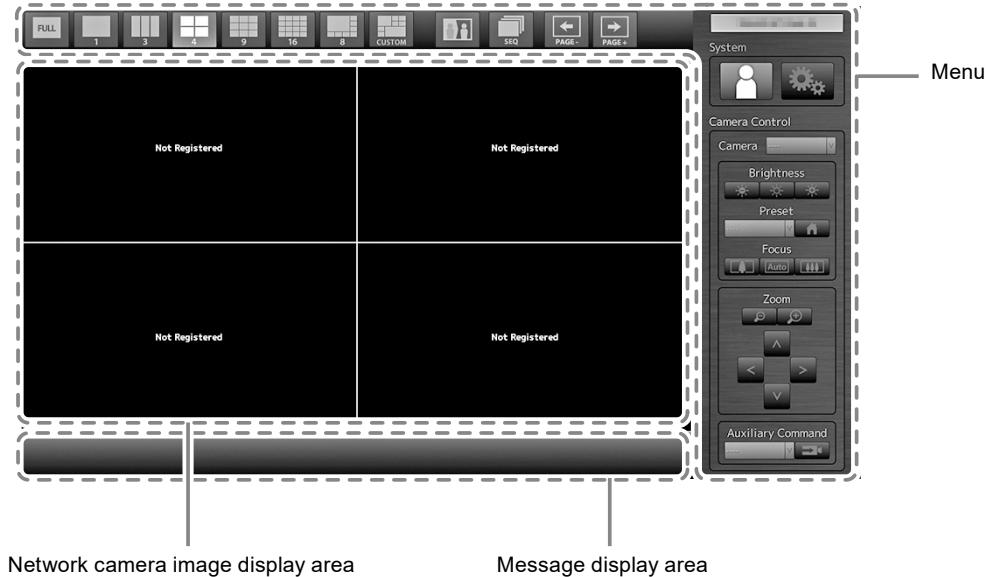 FULL
1
3
4
9
16
8
CUSTOM
SEQ
PAGE-
PAGE+
System
Menu
Camera Control
Camera ----
Brightness
Preset
Focus
Auto
Zoom
Auxiliary Command
----
Not Registered
Not Registered
Not Registered
Not Registered
Network camera image display area
Message display area